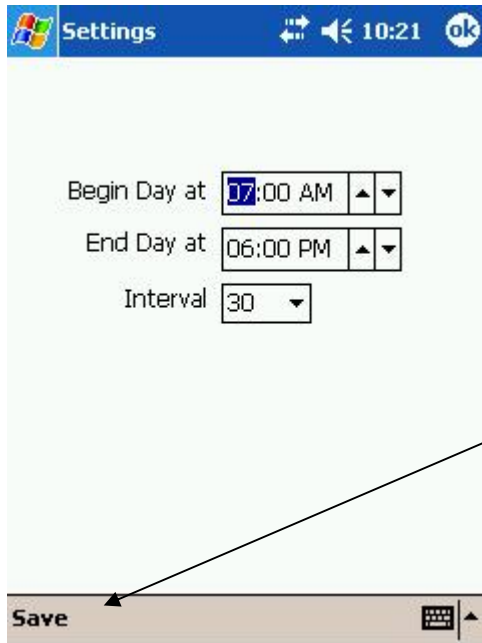 Settings 10:21 ok
Begin Day at 07:00 AM
End Day at 06:00 PM
Interval 30
Save